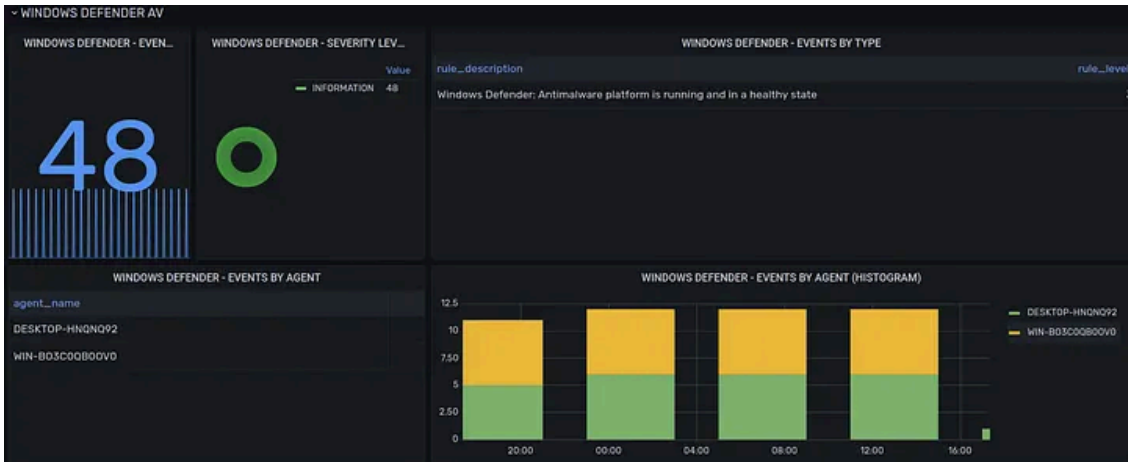 WINDOWS DEFENDER AV
WINDOWS DEFENDER - EVEN...
48
WINDOWS DEFENDER - SEVERITY LEV...
Value
INFORMATION 48
WINDOWS DEFENDER - EVENTS BY TYPE
rule_description rule_level
Windows Defender: Antimalware platform is running and in a healthy state
WINDOWS DEFENDER - EVENTS BY AGENT
agent_name
DESKTOP-HNQNQ92
WIN-BO3C0QBO0V0
WINDOWS DEFENDER - EVENTS BY AGENT (HISTOGRAM)
12.5
10
7.50
5
2.50
0
20:00 00:00 04:00 08:00 12:00 16:00
DESKTOP-HNQNQ92
WIN-BO3C0QBO0V0